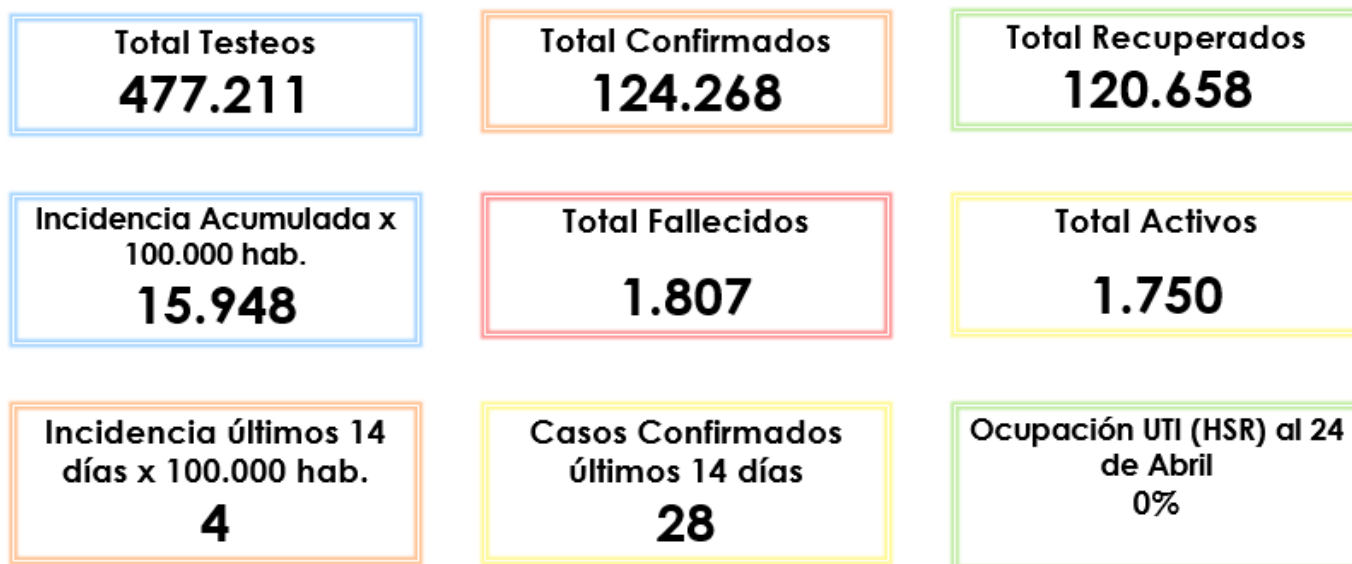 Total Testeos
477.211
Total Confirmados
124.268
Total Recuperados
120.658
Incidencia Acumulada x
100.000 hab.
15.948
Total Fallecidos
1.807
Total Activos
1.750
Incidencia últimos 14
días x 100.000 hab.
4
Casos Confirmados
últimos 14 días
28
Ocupación UTI (HSR) al 24
de Abril
0%